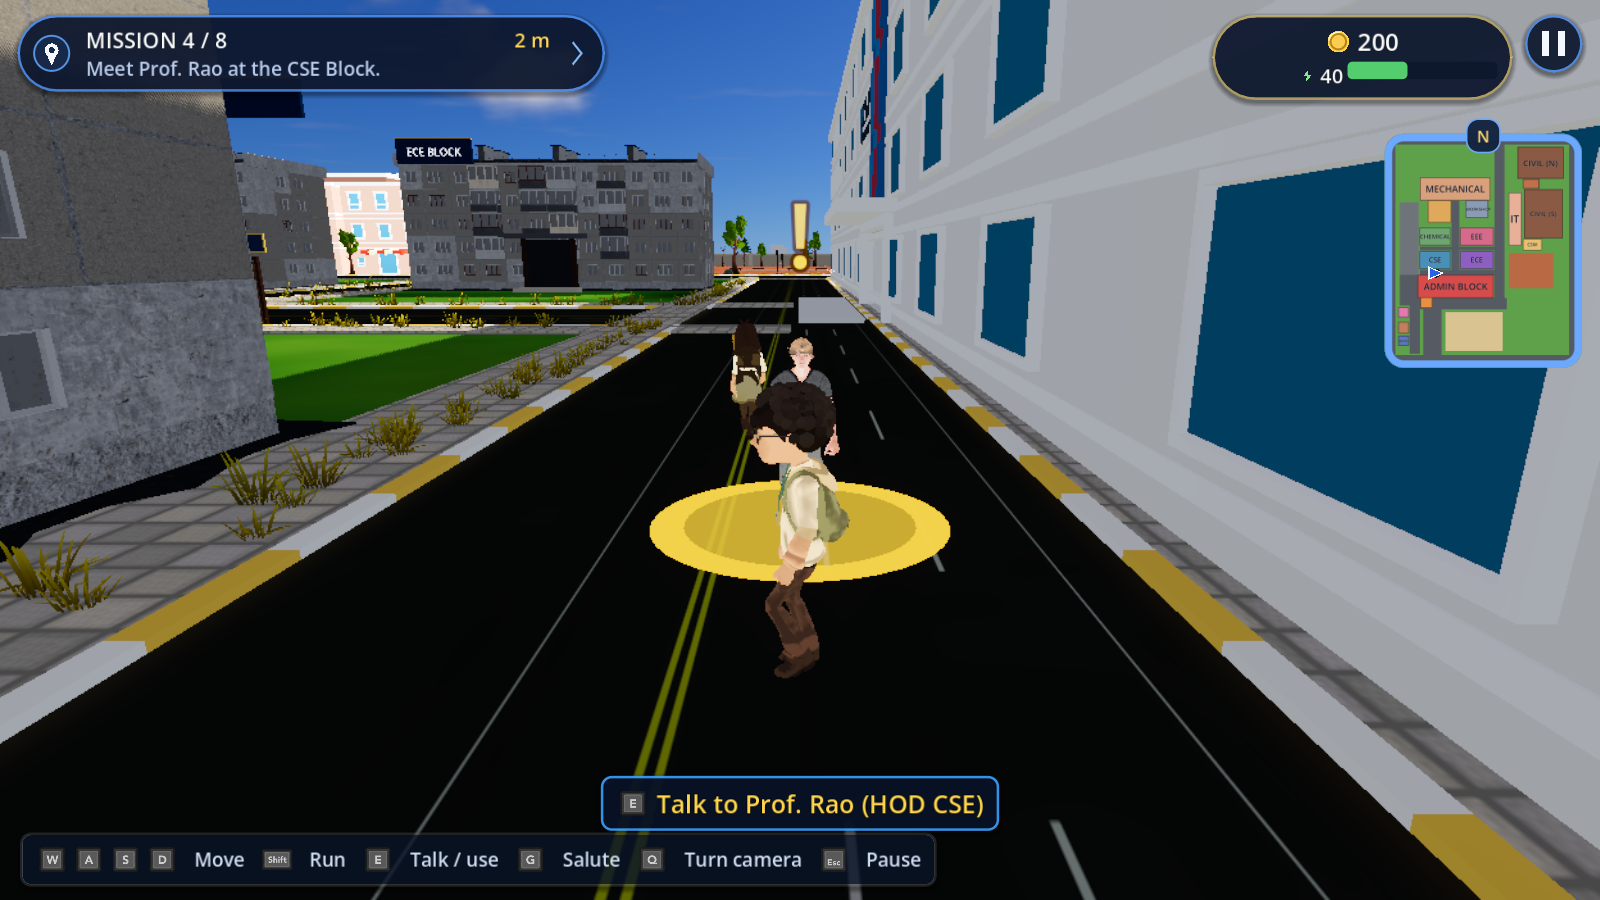 MISSION 4 / 8
2 m
Meet Prof. Rao at the CSE Block.
200
40
N
CIVIL (N)
MECHANICAL
IT
CIVIL (S)
CHEMICAL
EEE
CSE
ECE
ADMIN BLOCK
ECE BLOCK
E Talk to Prof. Rao (HOD CSE)
W A S D Move Shift Run E Talk / use G Salute Q Turn camera Esc Pause